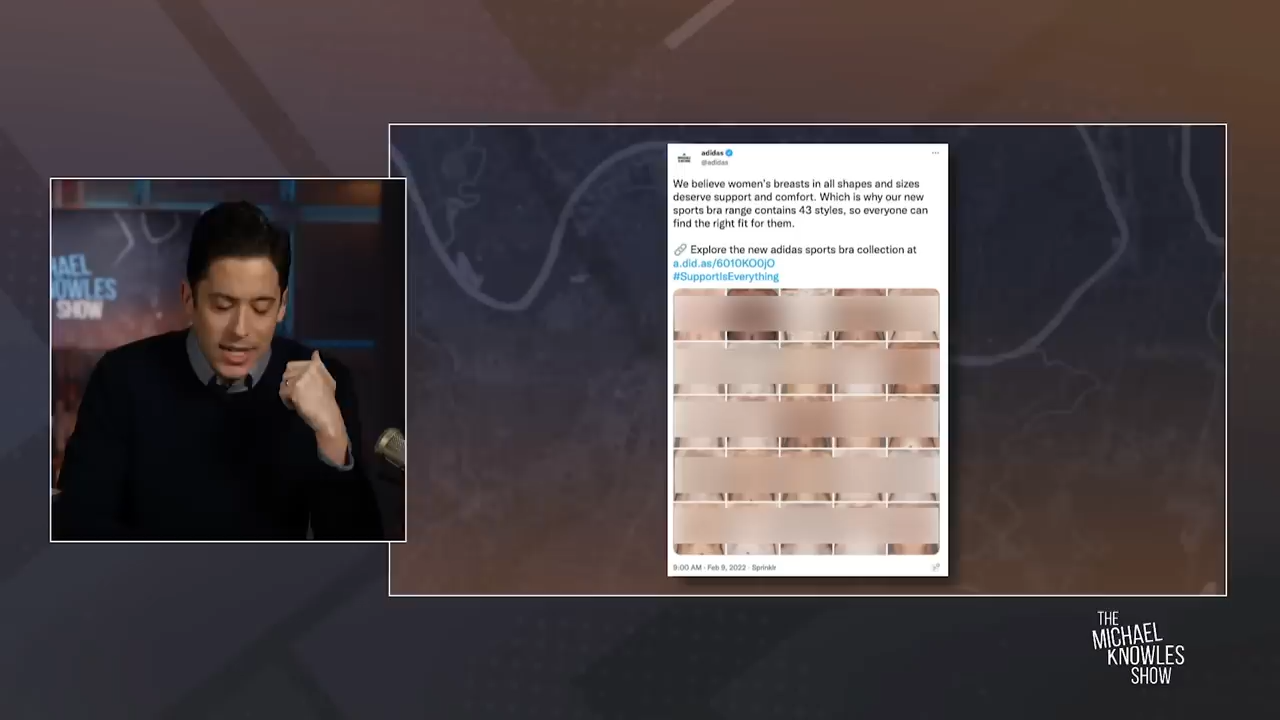 AEL
OWLES
SHOW
adidas
@adidas
We believe women's breasts in all shapes and sizes
deserve support and comfort. Which is why our new
sports bra range contains 43 styles, so everyone can
find the right fit for them.
🔗 Explore the new adidas sports bra collection at
a.did.as/6010KO0jO
#SupportIsEverything
9:00 AM · Feb 9, 2022 · Sprinklr
THE
MICHAEL
KNOWLES
SHOW